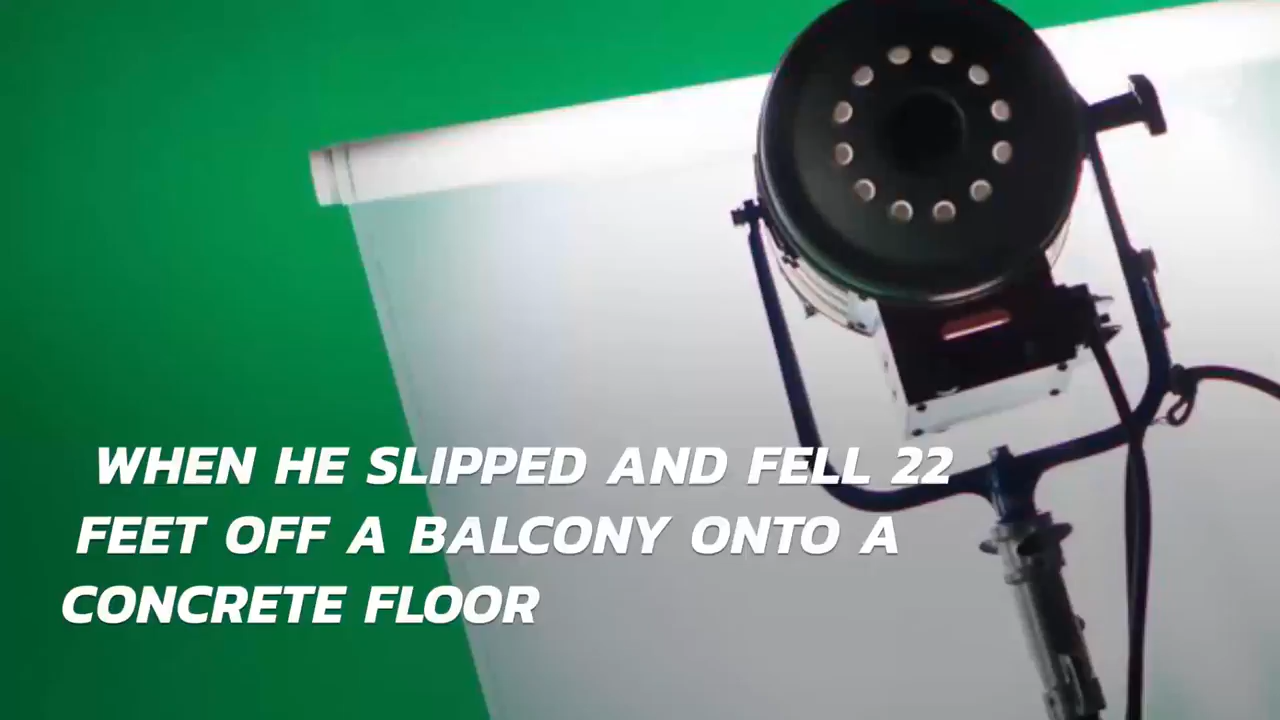 WHEN HE SLIPPED AND FELL 22
FEET OFF A BALCONY ONTO A
CONCRETE FLOOR